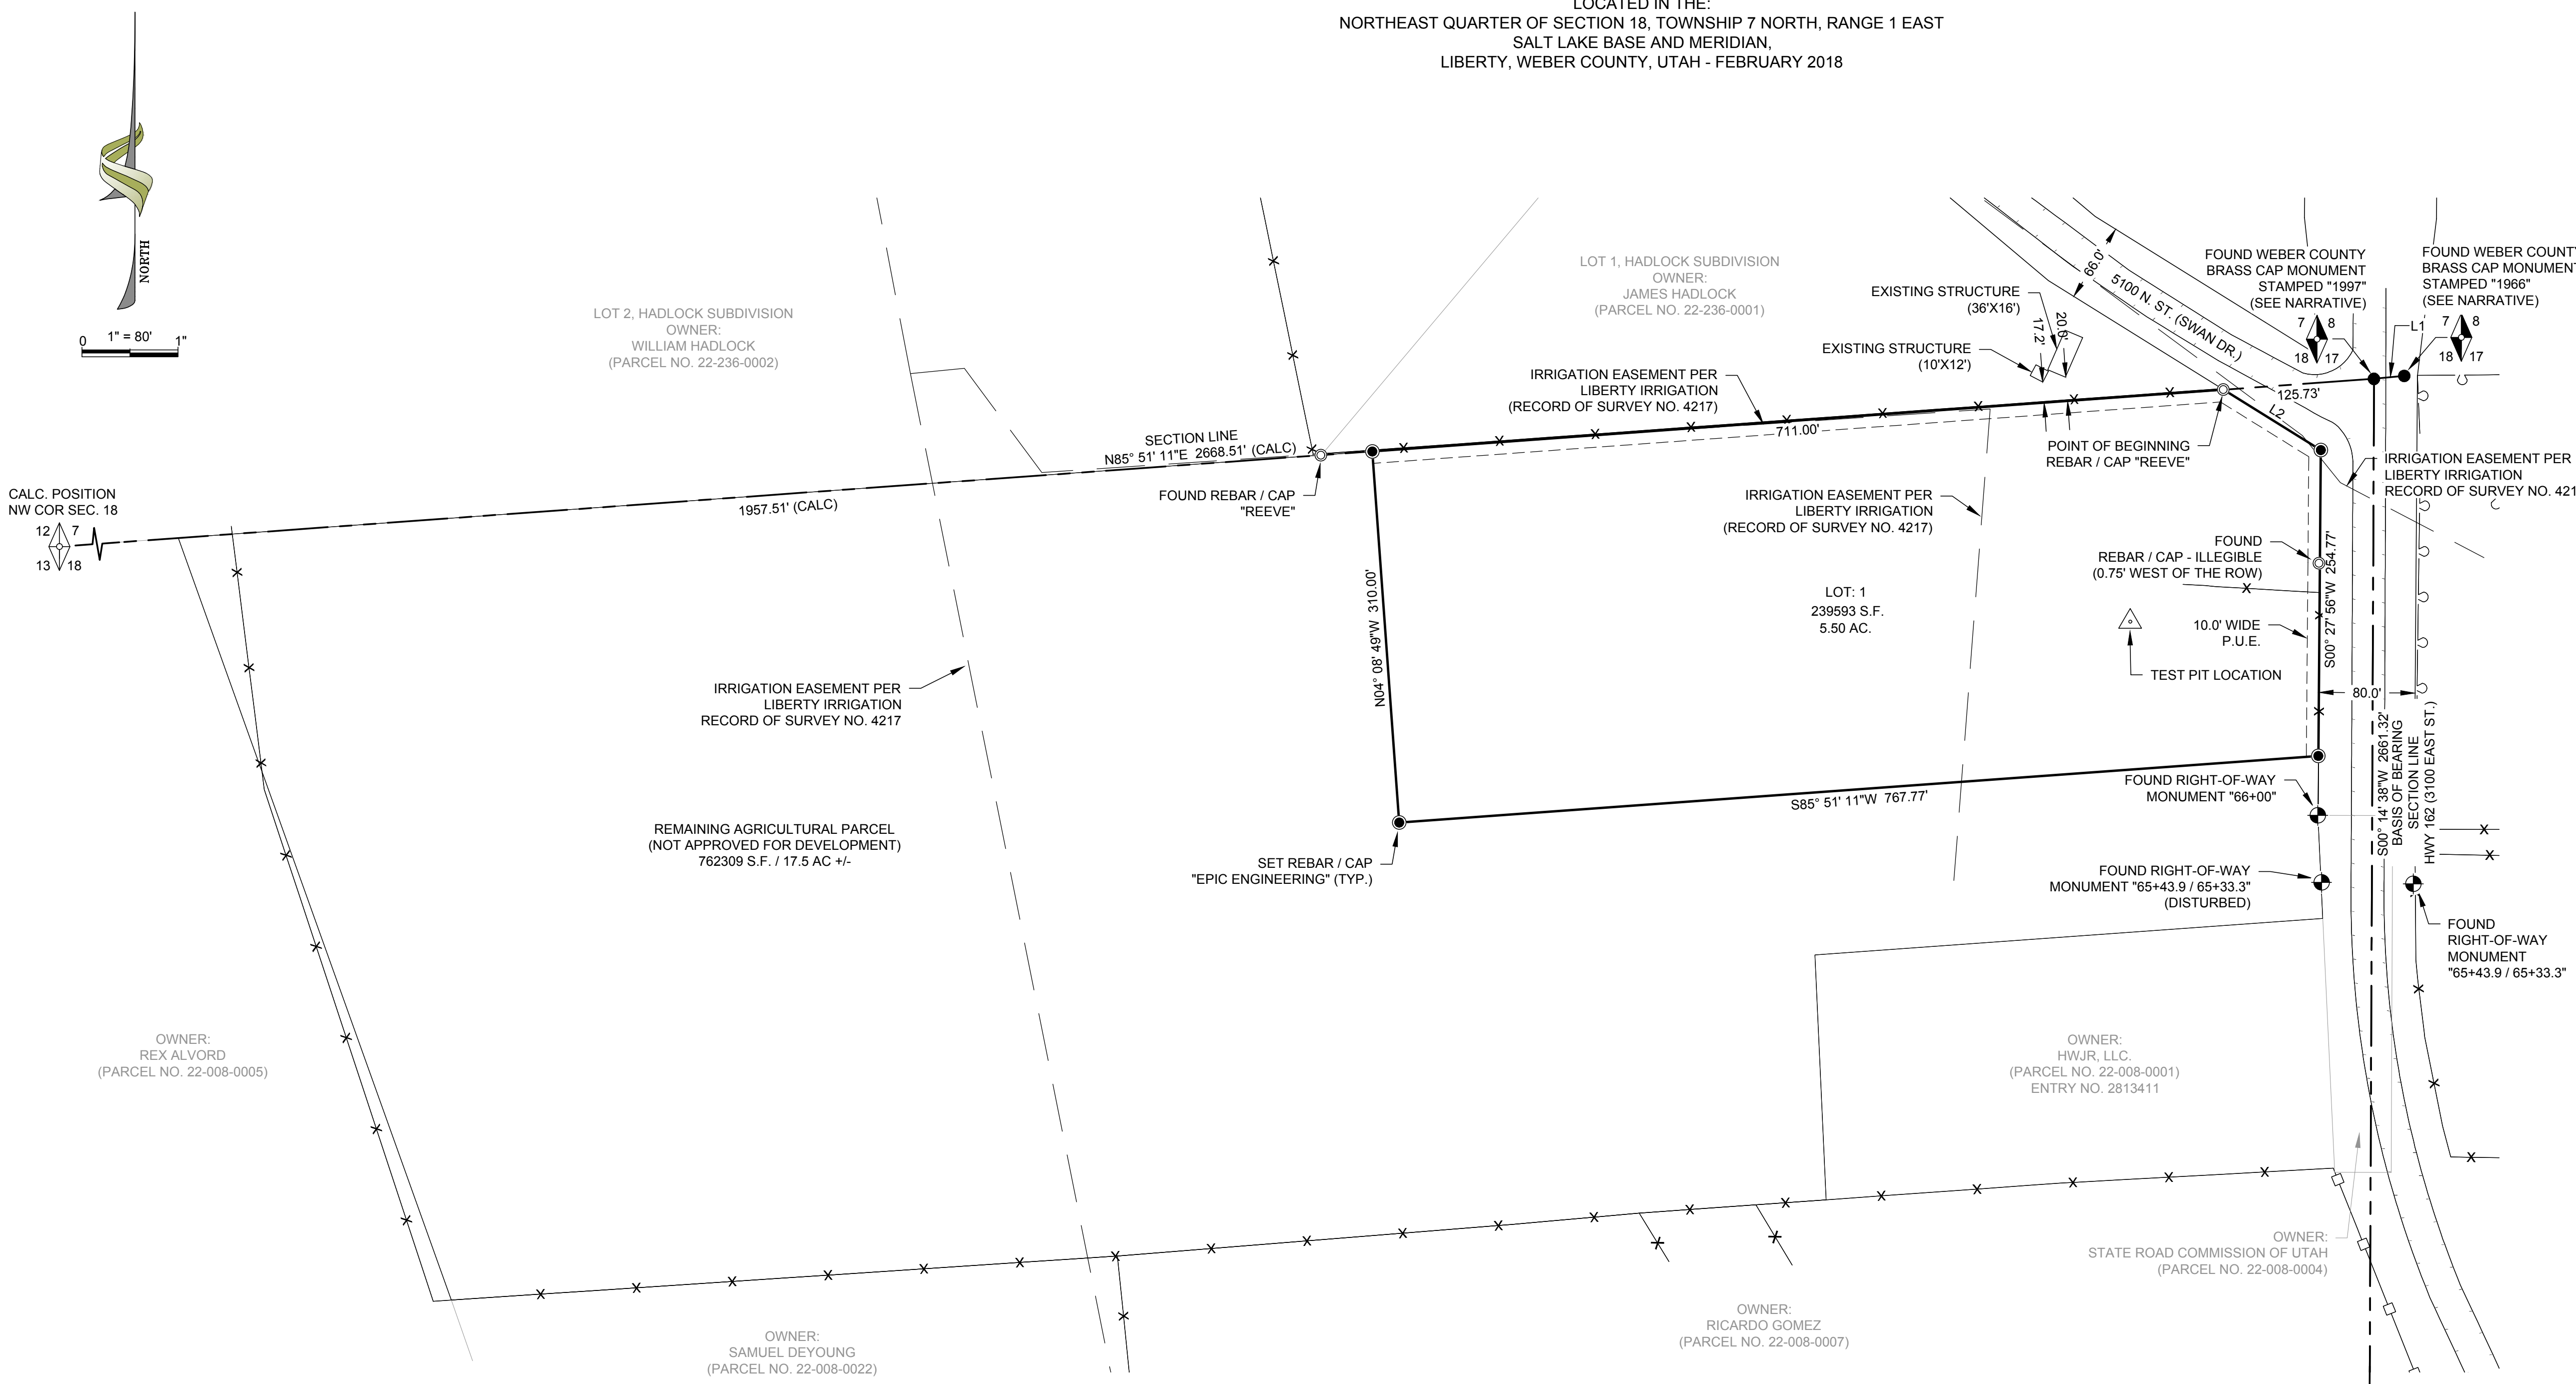 LOCATED IN THE:
NORTHEAST QUARTER OF SECTION 18, TOWNSHIP 7 NORTH, RANGE 1 EAST
SALT LAKE BASE AND MERIDIAN,
LIBERTY, WEBER COUNTY, UTAH - FEBRUARY 2018
NORTH
0 1" = 80' 1"
LOT 2, HADLOCK SUBDIVISION
OWNER:
WILLIAM HADLOCK
(PARCEL NO. 22-236-0002)
LOT 1, HADLOCK SUBDIVISION
OWNER:
JAMES HADLOCK
(PARCEL NO. 22-236-0001)
EXISTING STRUCTURE
(36'X16')
EXISTING STRUCTURE
(10'X12')
17.2'
66.0'
5100 N. ST. (SWAN DR.)
FOUND WEBER COUNTY
BRASS CAP MONUMENT
STAMPED "1997"
(SEE NARRATIVE)
7 8
18 17
FOUND WEBER COUNTY
BRASS CAP MONUMENT
STAMPED "1966"
(SEE NARRATIVE)
7 8
18 17
L1
IRRIGATION EASEMENT PER
LIBERTY IRRIGATION
(RECORD OF SURVEY NO. 4217)
125.73'
L2
711.00'
SECTION LINE
N85° 51' 11"E 2668.51' (CALC)
POINT OF BEGINNING
REBAR / CAP "REEVE"
IRRIGATION EASEMENT PER
LIBERTY IRRIGATION
RECORD OF SURVEY NO. 421
CALC. POSITION
NW COR SEC. 18
12 7
13 18
1957.51' (CALC)
FOUND REBAR / CAP
"REEVE"
IRRIGATION EASEMENT PER
LIBERTY IRRIGATION
(RECORD OF SURVEY NO. 4217)
FOUND
REBAR / CAP - ILLEGIBLE
(0.75' WEST OF THE ROW)
S00° 27' 56"W 254.77'
N04° 08' 49"W 310.00'
LOT: 1
239593 S.F.
5.50 AC.
10.0' WIDE
P.U.E.
TEST PIT LOCATION
80.0'
IRRIGATION EASEMENT PER
LIBERTY IRRIGATION
RECORD OF SURVEY NO. 4217
S00° 14' 38"W 2661.32'
BASIS OF BEARING
SECTION LINE
HWY 162 (3100 EAST ST.)
FOUND RIGHT-OF-WAY
MONUMENT "66+00"
S85° 51' 11"W 767.77'
REMAINING AGRICULTURAL PARCEL
(NOT APPROVED FOR DEVELOPMENT)
762309 S.F. / 17.5 AC +/-
SET REBAR / CAP
"EPIC ENGINEERING" (TYP.)
FOUND RIGHT-OF-WAY
MONUMENT "65+43.9 / 65+33.3"
(DISTURBED)
FOUND
RIGHT-OF-WAY
MONUMENT
"65+43.9 / 65+33.3"
OWNER:
REX ALVORD
(PARCEL NO. 22-008-0005)
OWNER:
HWJR, LLC.
(PARCEL NO. 22-008-0001)
ENTRY NO. 2813411
OWNER:
STATE ROAD COMMISSION OF UTAH
(PARCEL NO. 22-008-0004)
OWNER:
RICARDO GOMEZ
(PARCEL NO. 22-008-0007)
OWNER:
SAMUEL DEYOUNG
(PARCEL NO. 22-008-0022)